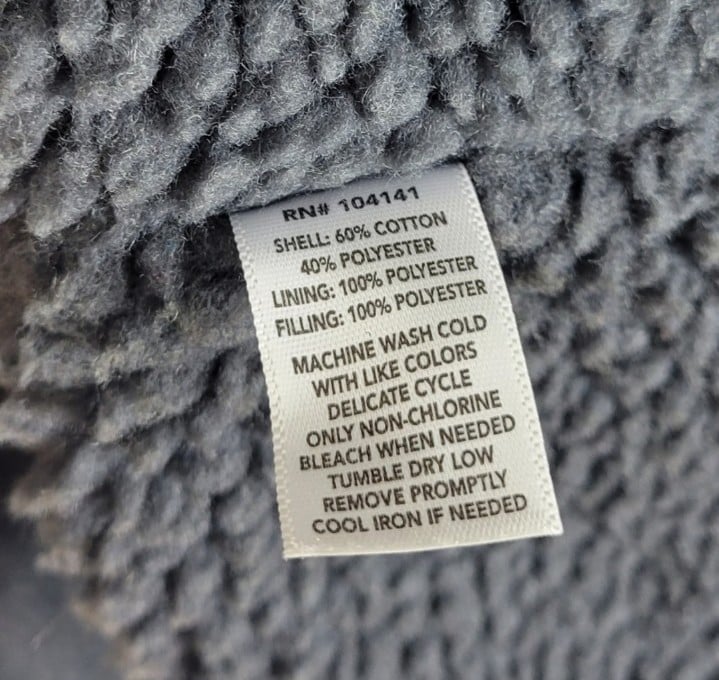 RN# 104141
SHELL: 60% COTTON
40% POLYESTER
LINING: 100% POLYESTER
FILLING: 100% POLYESTER
MACHINE WASH COLD
WITH LIKE COLORS
DELICATE CYCLE
ONLY NON-CHLORINE
BLEACH WHEN NEEDED
TUMBLE DRY LOW
REMOVE PROMPTLY
COOL IRON IF NEEDED